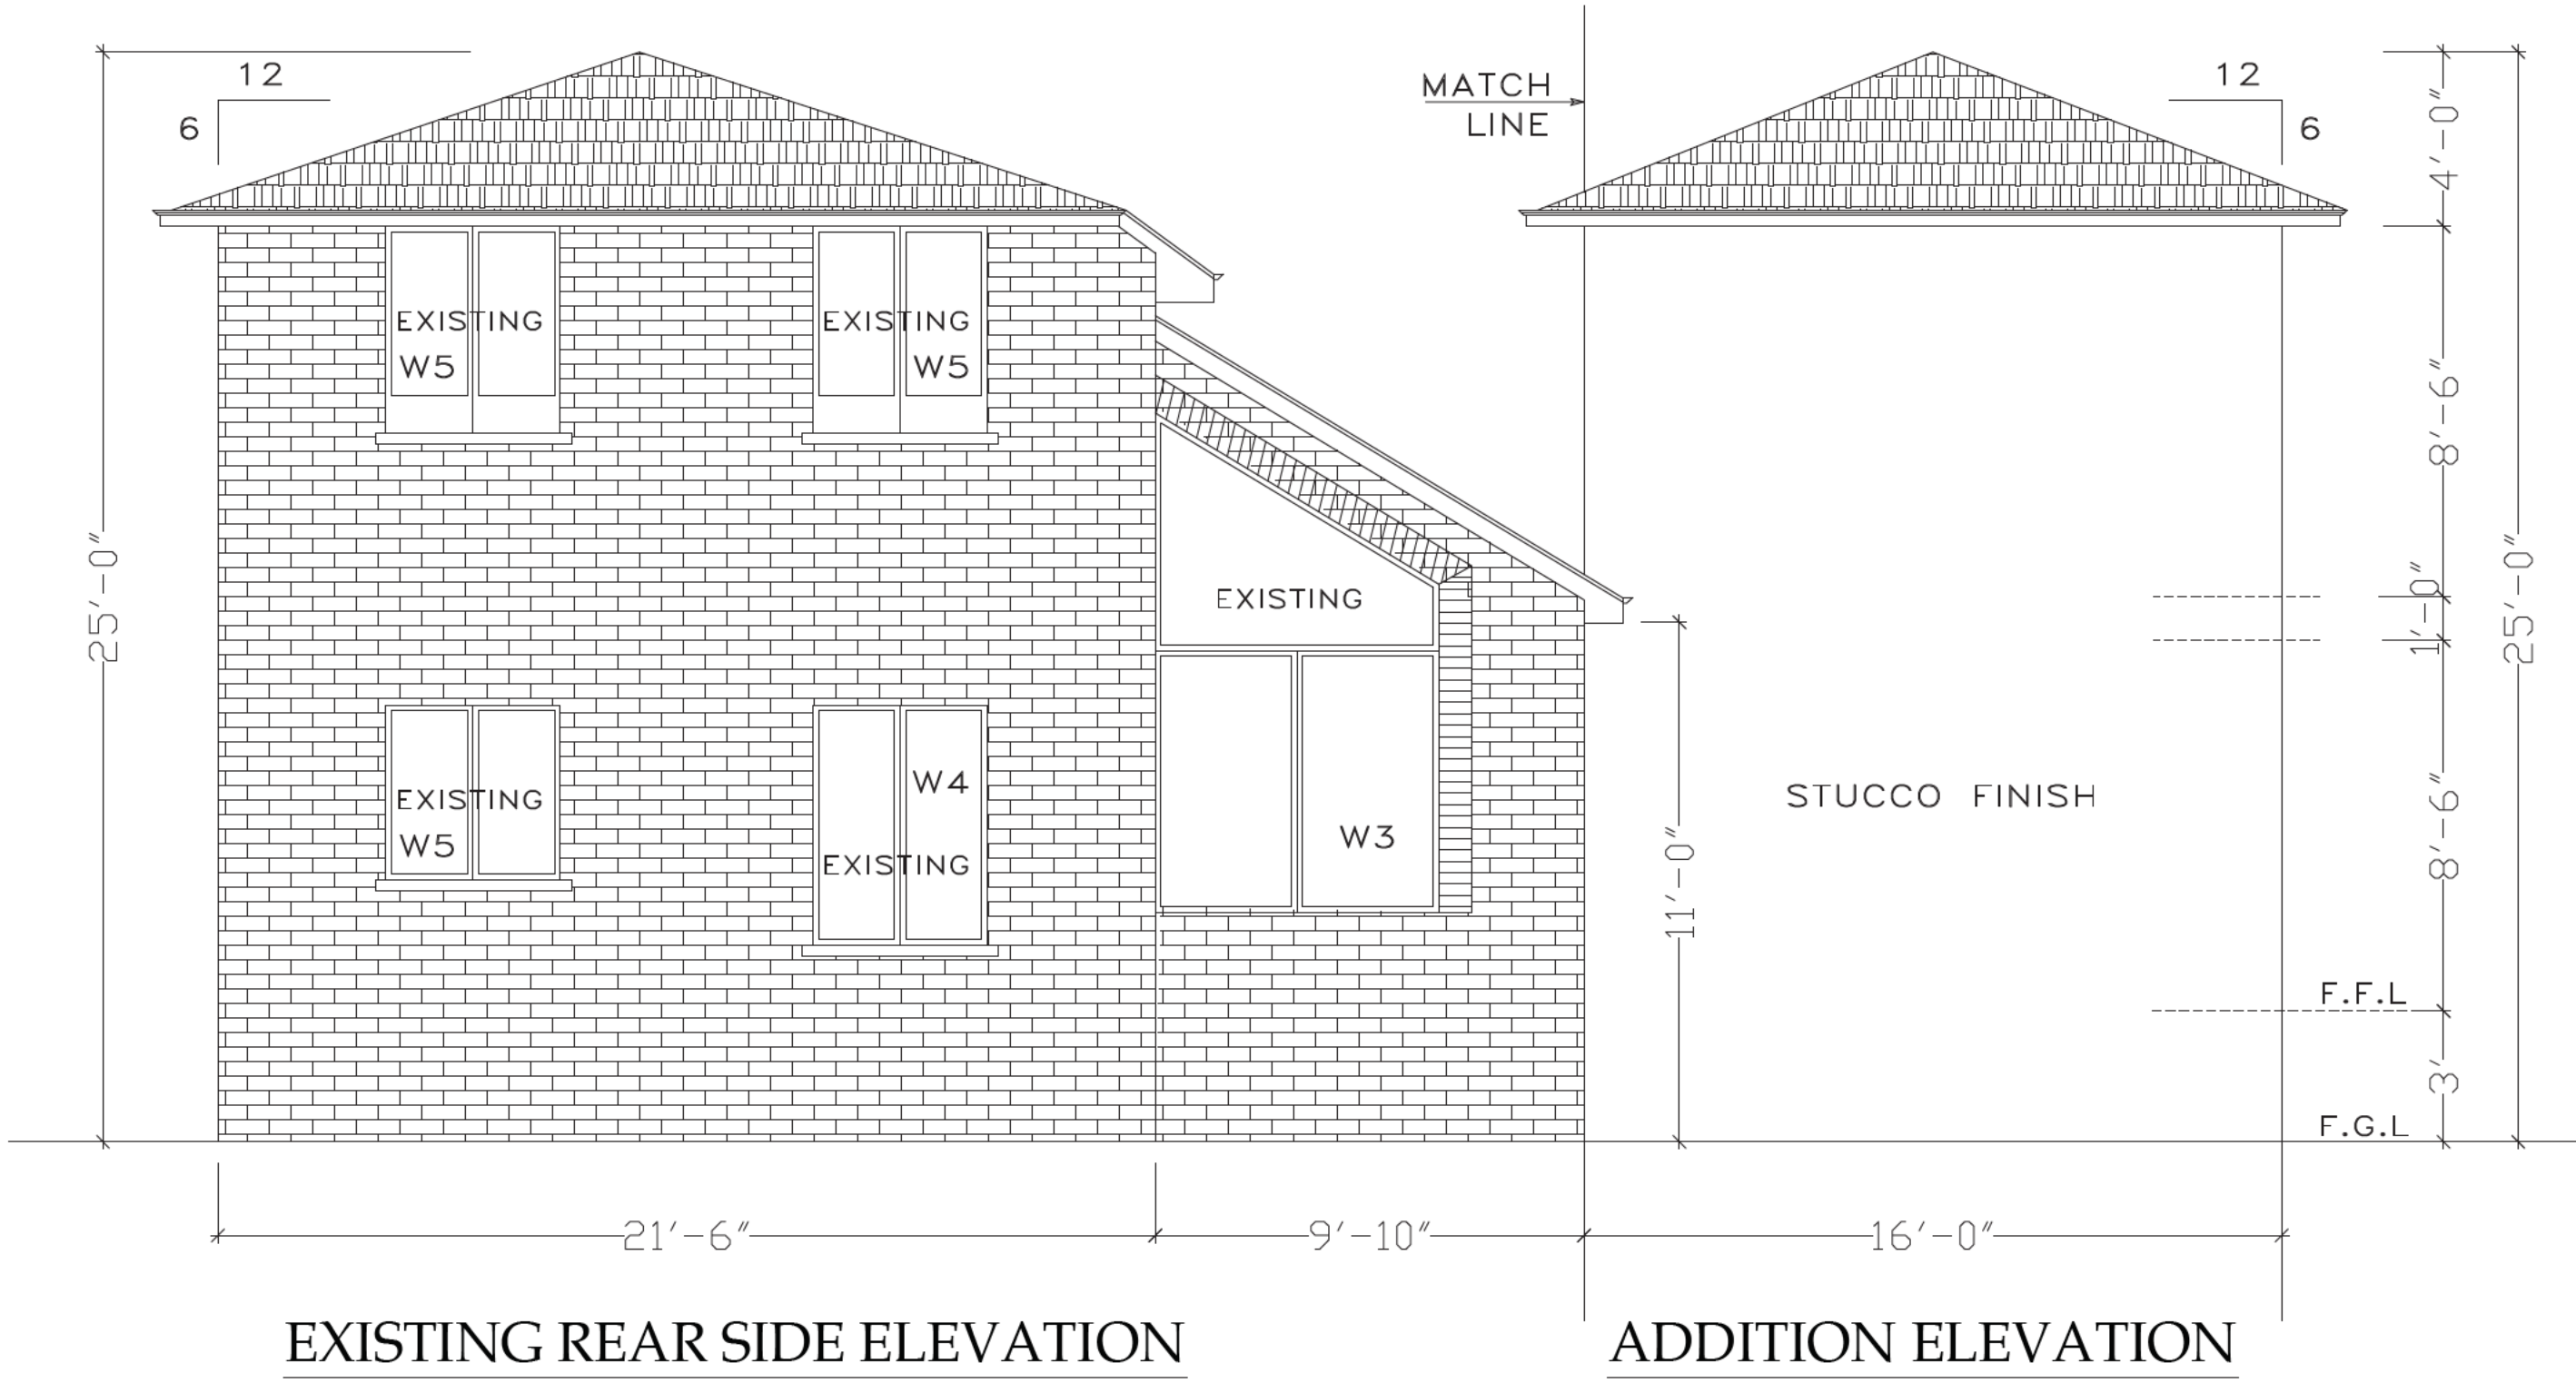 12
6
MATCH
LINE
12
6
4'-0"
EXISTING
W5
EXISTING
W5
8'-6"
25'-0"
EXISTING
1'-0"
25'-0"
EXISTING
W5
W4
EXISTING
W3
11'-0"
STUCCO FINISH
8'-6"
F.F.L
3'
F.G.L
21'-6"
9'-10"
16'-0"
EXISTING REAR SIDE ELEVATION
ADDITION ELEVATION